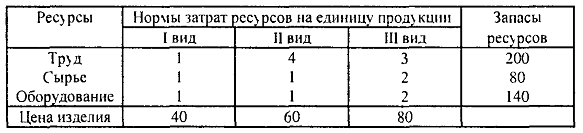 Ресурсы Нормы затрат ресурсов на единицу продукции Запасы ресурсов
I вид II вид III вид
Труд 1 4 3 200
Сырье 1 1 2 80
Оборудование 1 1 2 140
Цена изделия 40 60 80